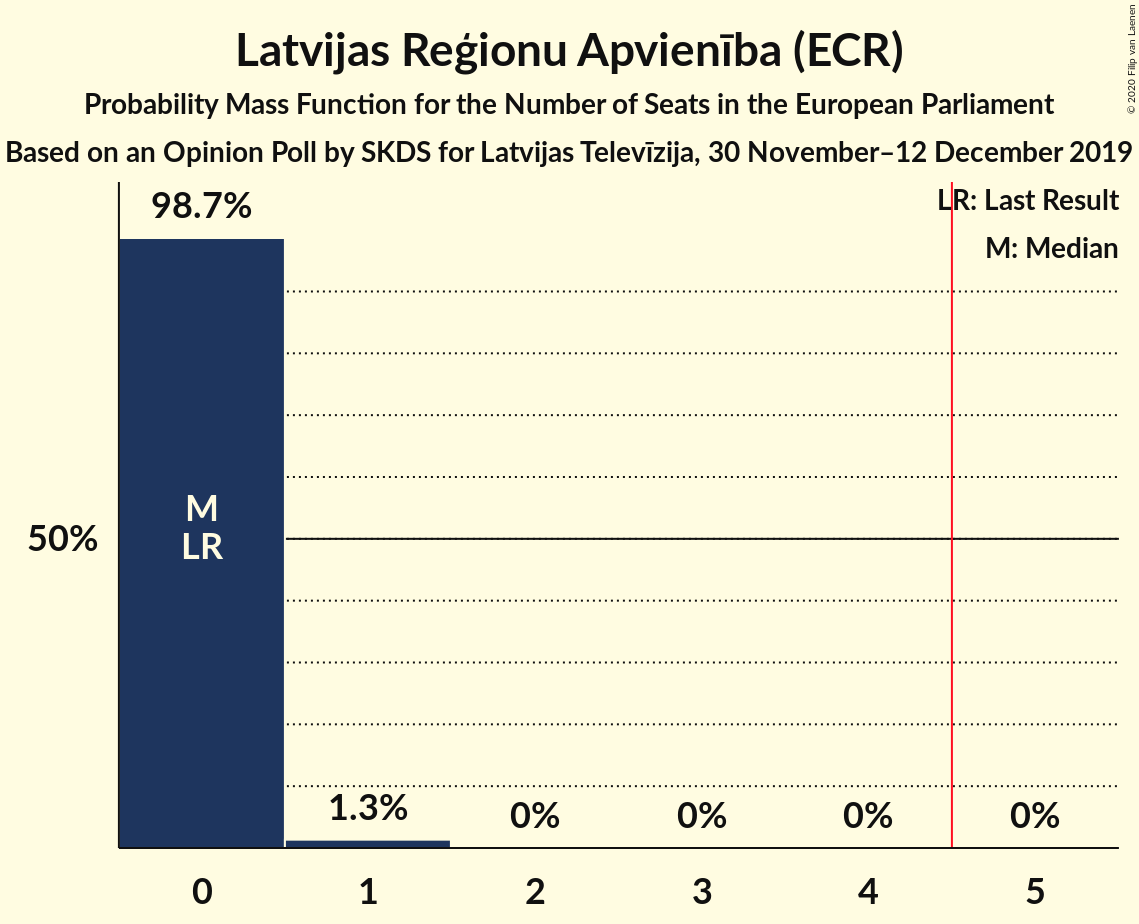 Latvijas Reģionu Apvienība (ECR)
Probability Mass Function for the Number of Seats in the European Parliament
Based on an Opinion Poll by SKDS for Latvijas Televīzija, 30 November–12 December 2019
© 2020 Filip van Laenen
LR: Last Result
M: Median
98.7%
M
LR
50%
1.3%
0%
0%
0%
0%
0
1
2
3
4
5